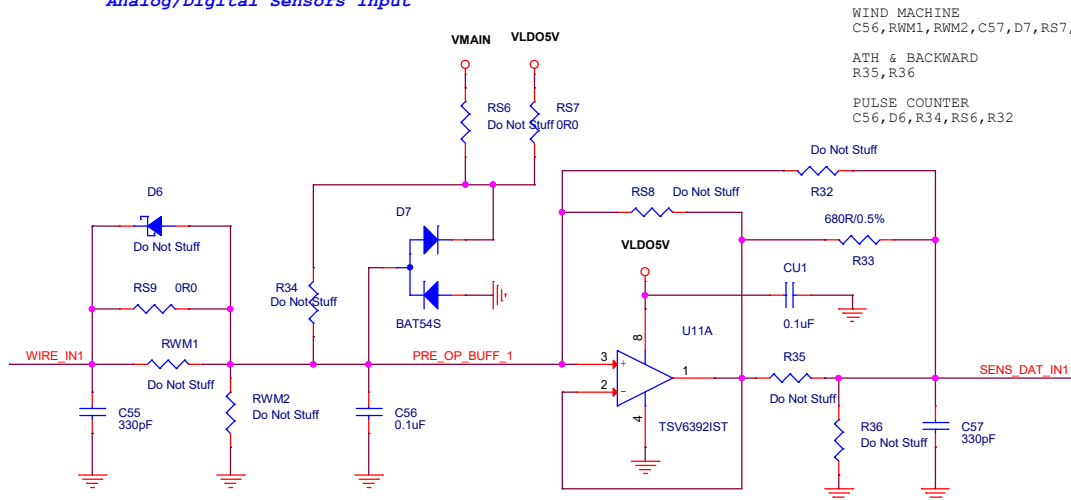 Analog/Digital Sensors Input
WIND MACHINE
C56,RWM1,RWM2,C57,D7,RS7,
ATH & BACKWARD
R35,R36
PULSE COUNTER
C56,D6,R34,RS6,R32
VMAIN
VLDO5V
RS6
Do Not Stuff
RS7
0R0
Do Not Stuff
R32
D6
Do Not Stuff
D7
RS8
Do Not Stuff
680R/0.5%
R33
VLDO5V
RS9
0R0
R34
Do Not Stuff
BAT54S
CU1
0.1uF
U11A
8
WIRE_IN1
RWM1
Do Not Stuff
PRE_OP_BUFF_1
3
+
2
-
1
4
TSV6392IST
R35
Do Not Stuff
SENS_DAT_IN1
C55
330pF
RWM2
Do Not Stuff
C56
0.1uF
R36
Do Not Stuff
C57
330pF